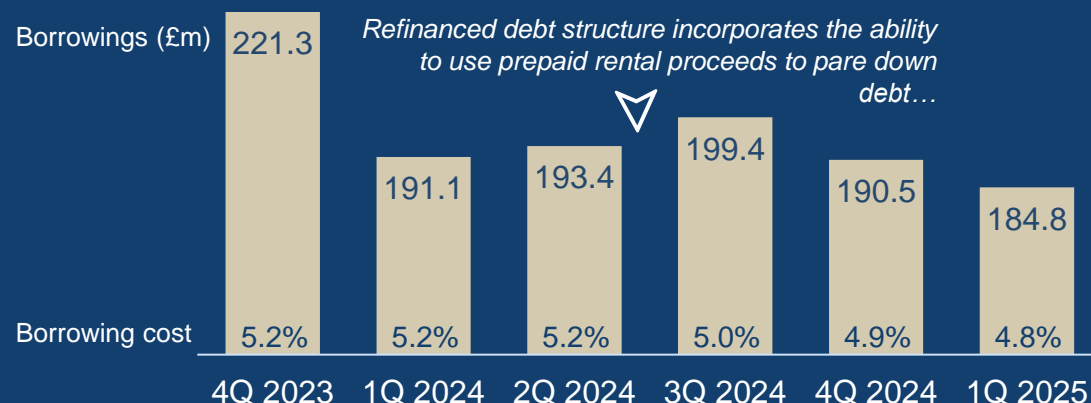 Borrowings (£m)
221.3
Refinanced debt structure incorporates the ability
to use prepaid rental proceeds to pare down
debt…
191.1
193.4
199.4
190.5
184.8
Borrowing cost
5.2%
5.2%
5.2%
5.0%
4.9%
4.8%
4Q 2023
1Q 2024
2Q 2024
3Q 2024
4Q 2024
1Q 2025